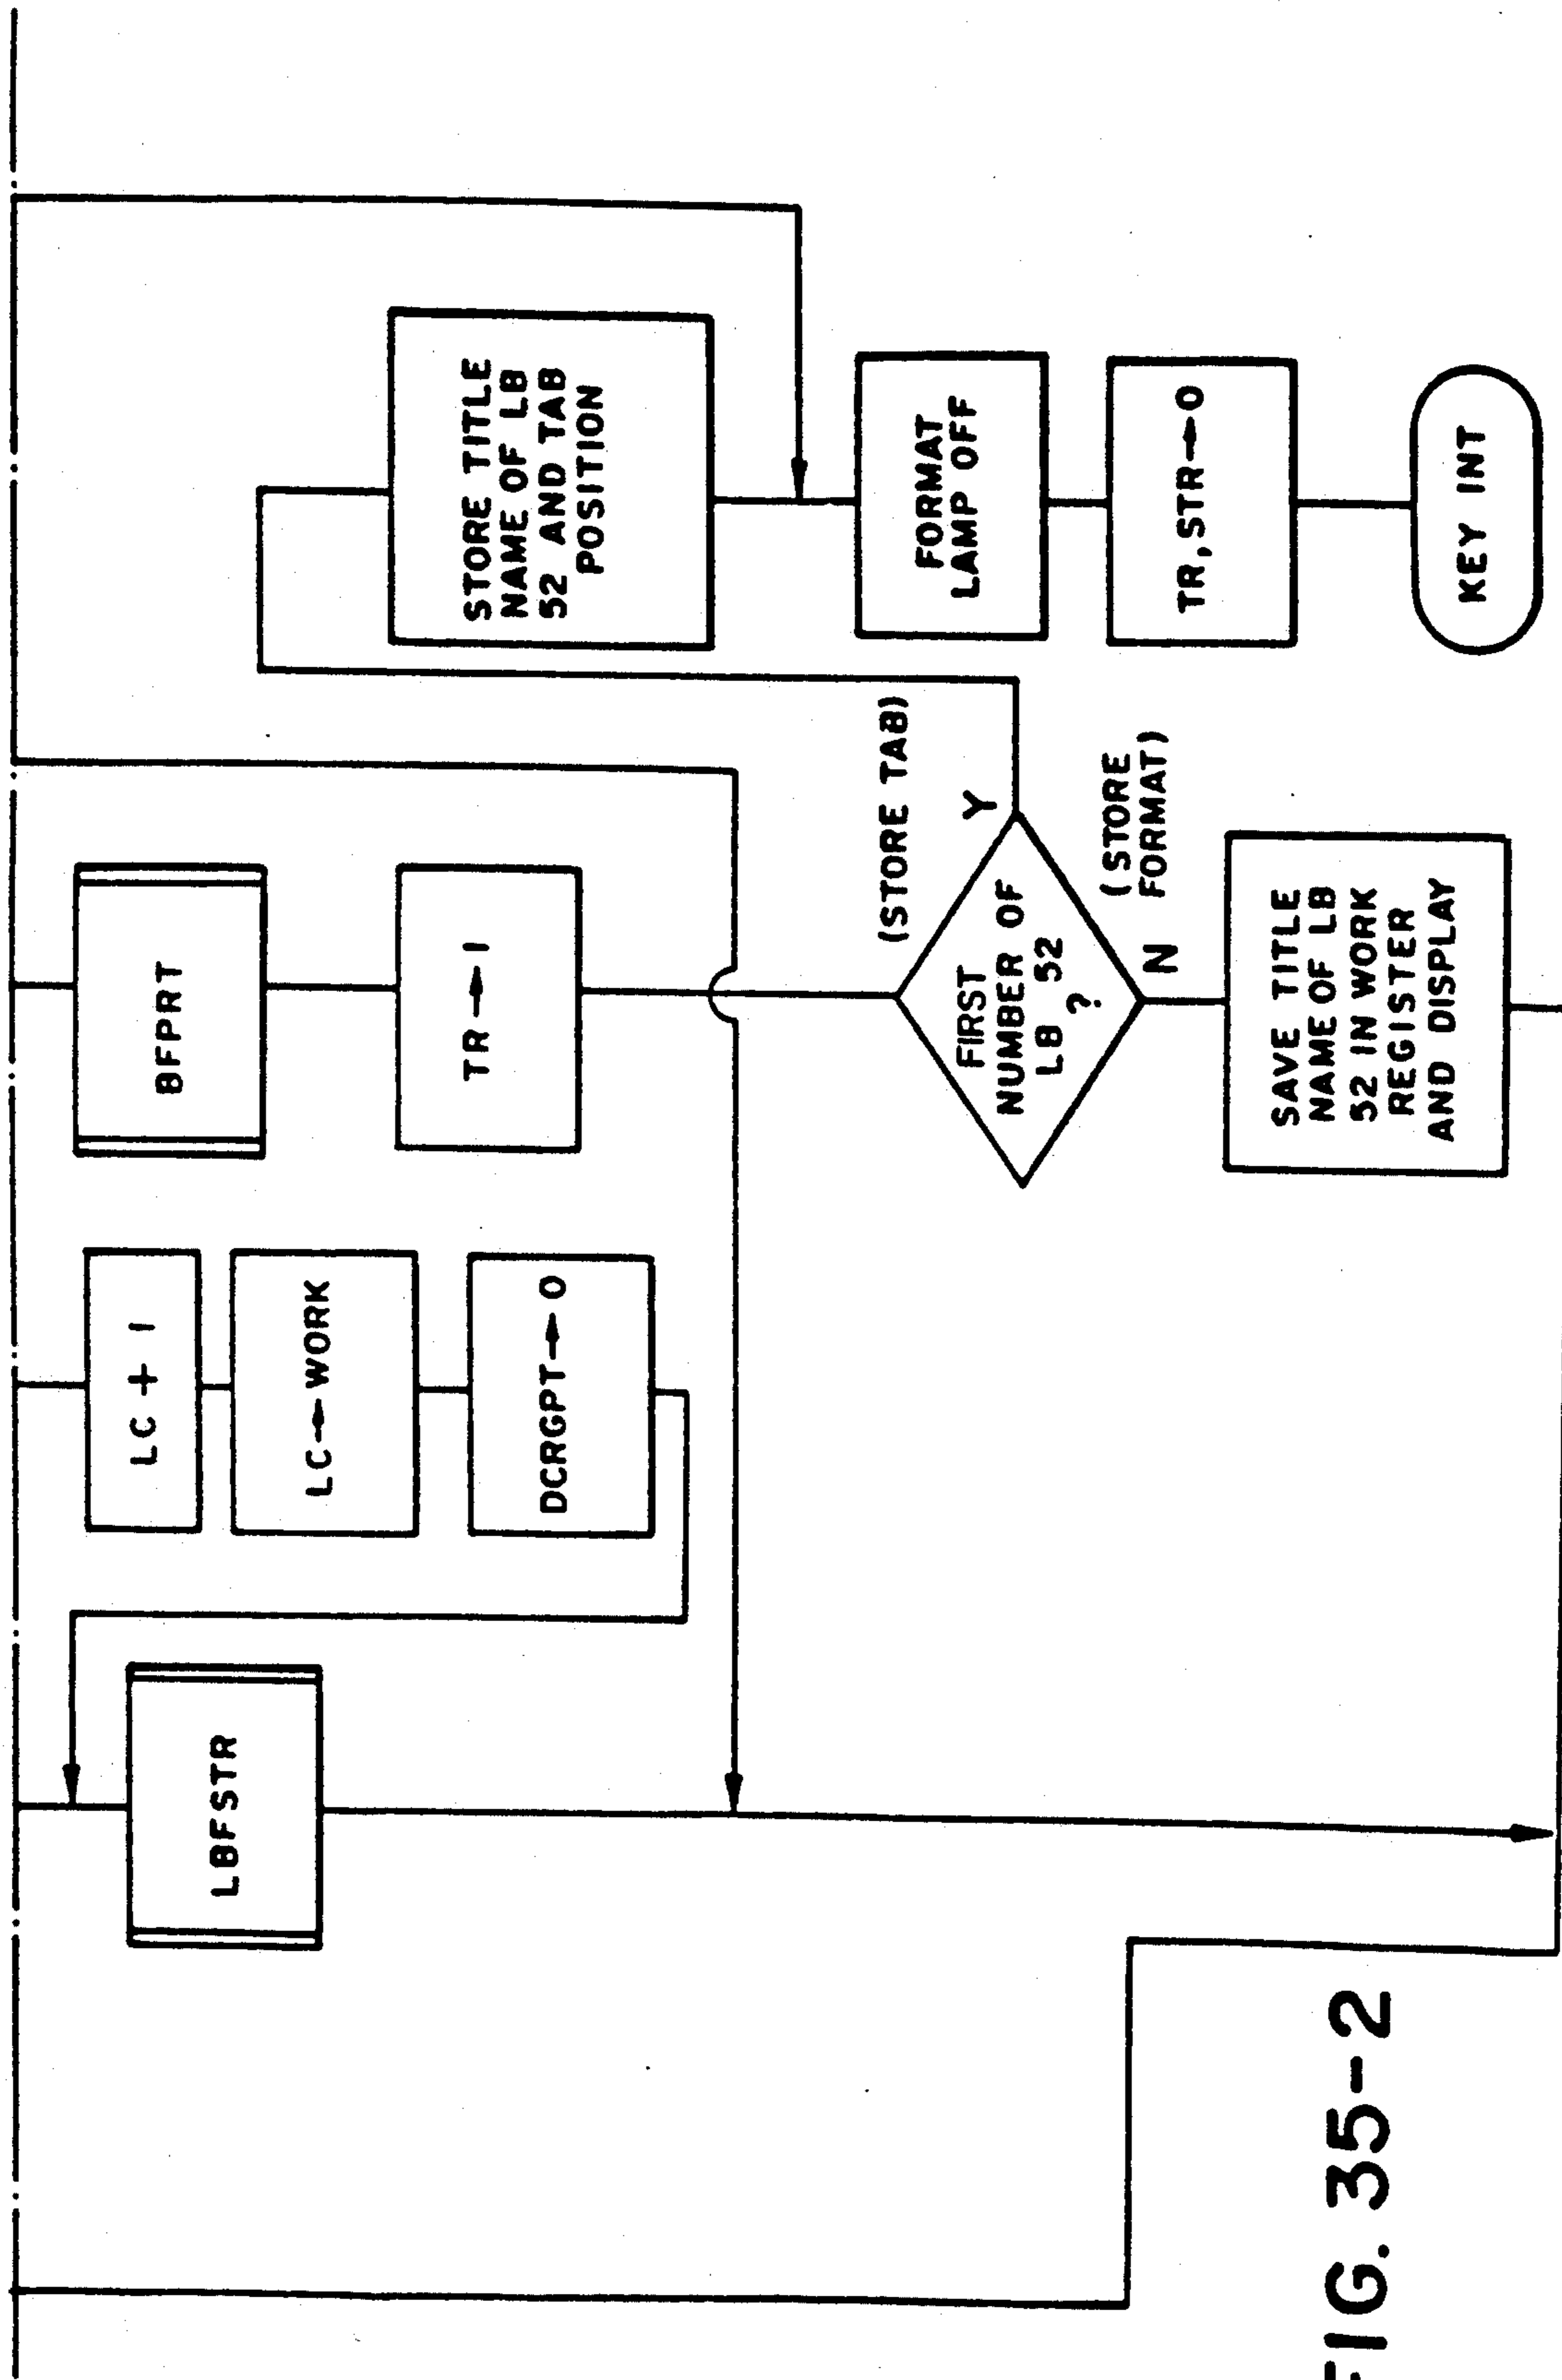 LBFSTR
LC + 1
LC→WORK
DCRGPT→0
BFPRT
TR→1
FIRST
NUMBER OF
LB 52
?
Y
(STORE TAB)
N
(STORE
FORMAT)
SAVE TITLE
NAME OF LB
52 IN WORK
REGISTER
AND DISPLAY
STORE TITLE
NAME OF LB
52 AND TAB
POSITION
FORMAT
LAMP OFF
TR,STR→0
KEY INT
FIG. 35-2